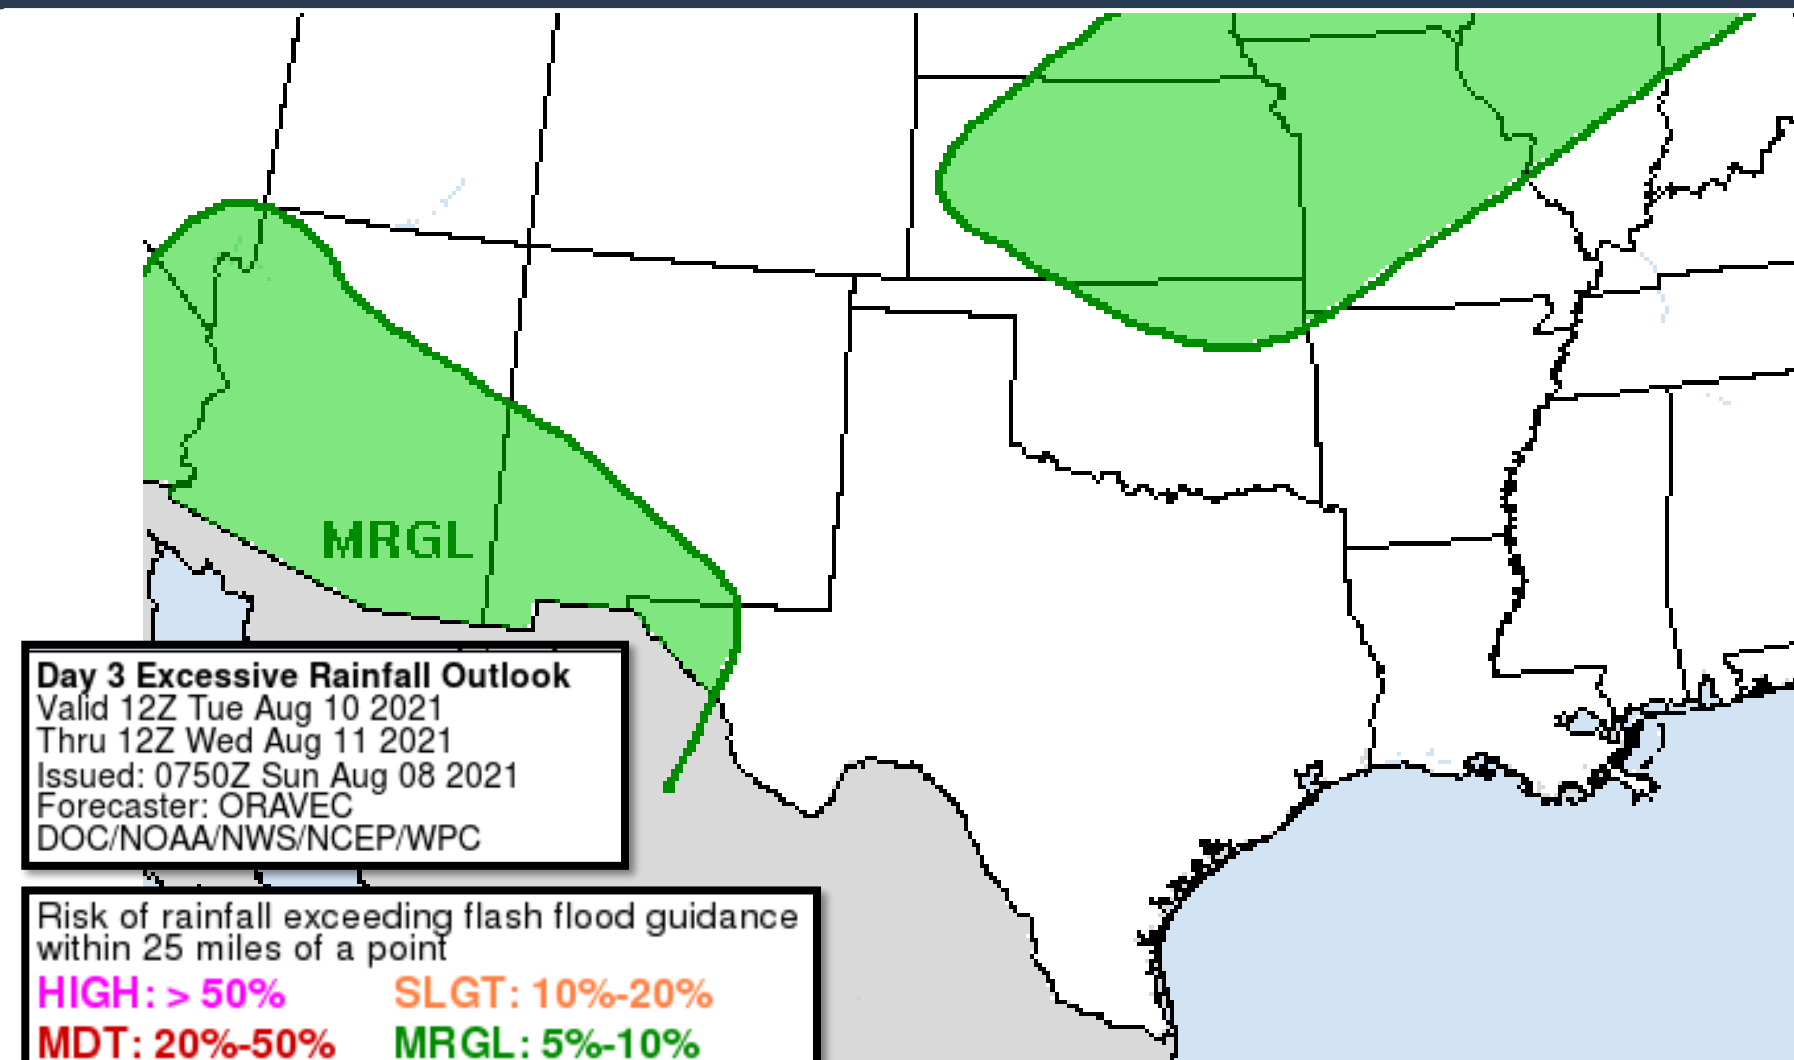 MRGL
Day 3 Excessive Rainfall Outlook
Valid 12Z Tue Aug 10 2021
Thru 12Z Wed Aug 11 2021
Issued: 0750Z Sun Aug 08 2021
Forecaster: ORAVEC
DOC/NOAA/NWS/NCEP/WPC
Risk of rainfall exceeding flash flood guidance
within 25 miles of a point
HIGH: > 50% SLGT: 10%-20%
MDT: 20%-50% MRGL: 5%-10%